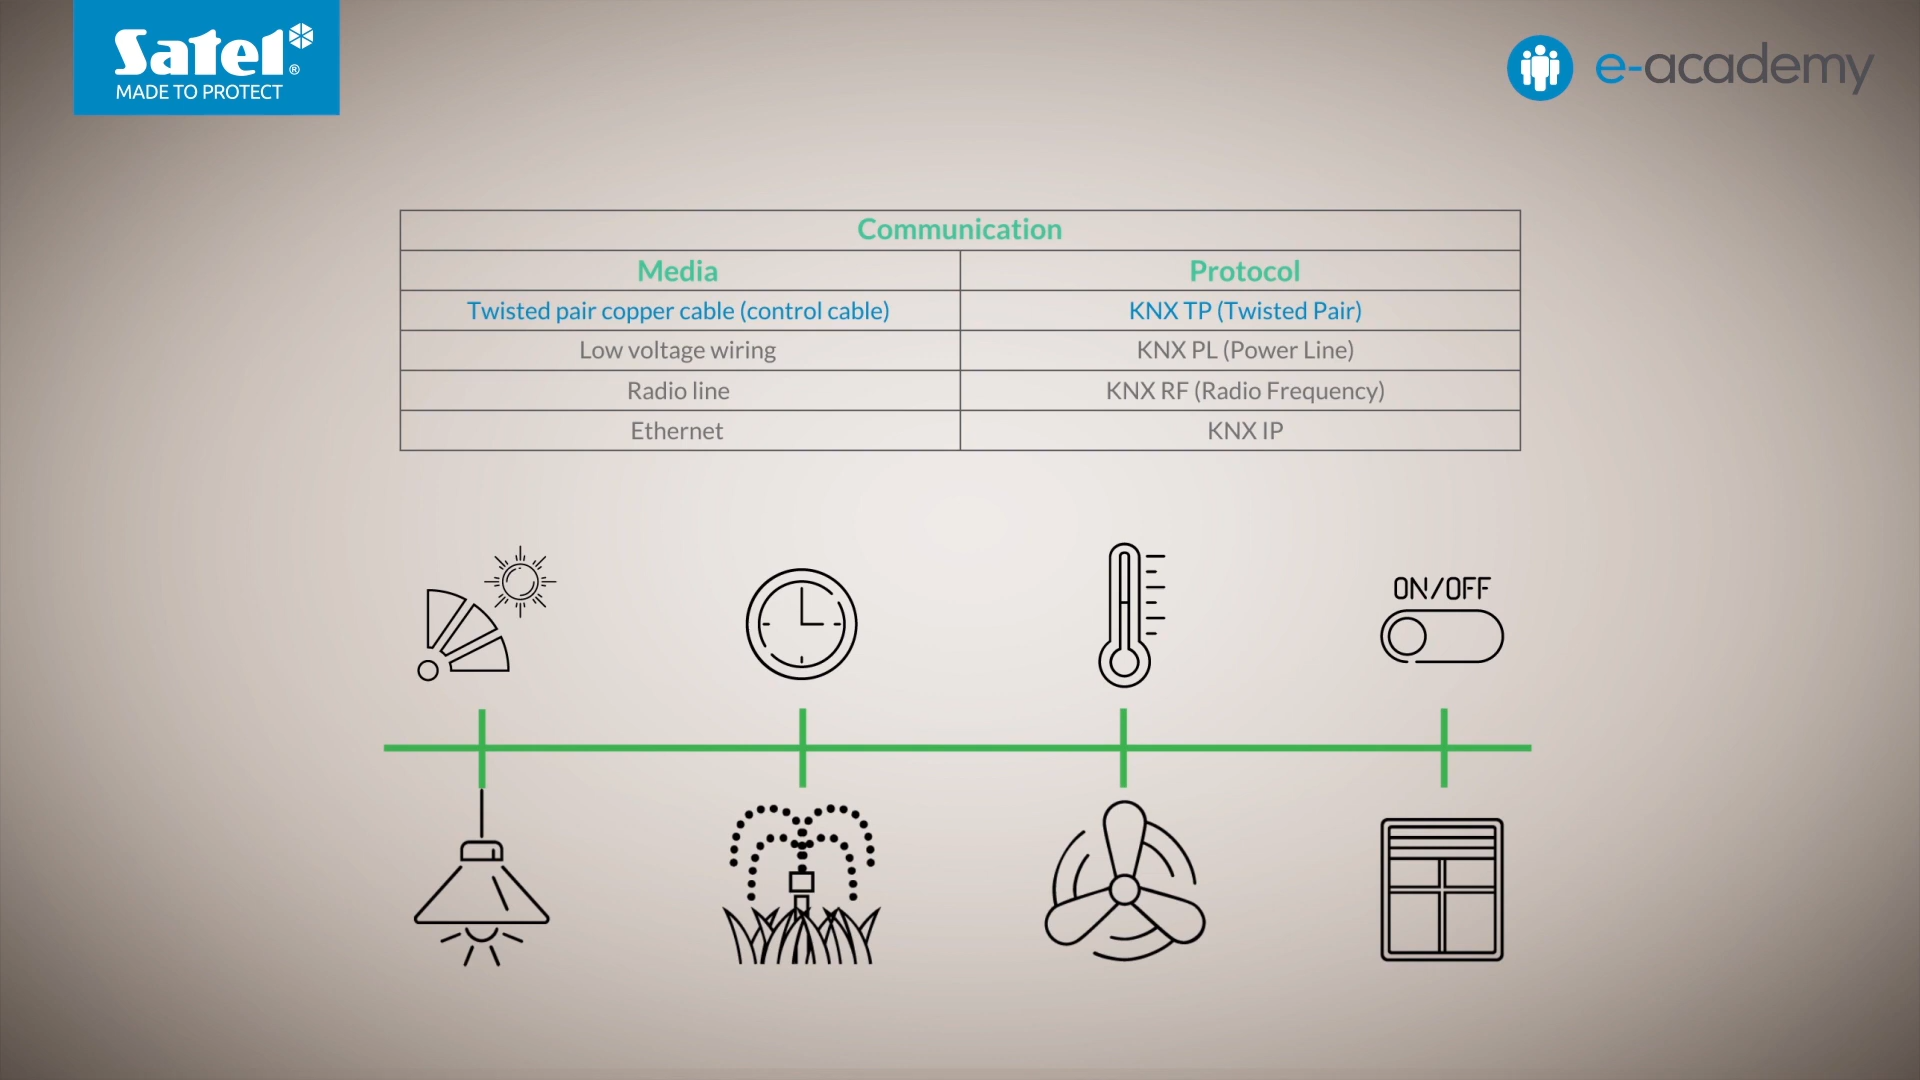 Satel®
MADE TO PROTECT
e-academy
Communication
Media Protocol
Twisted pair copper cable (control cable) KNX TP (Twisted Pair)
Low voltage wiring KNX PL (Power Line)
Radio line KNX RF (Radio Frequency)
Ethernet KNX IP
ON/OFF